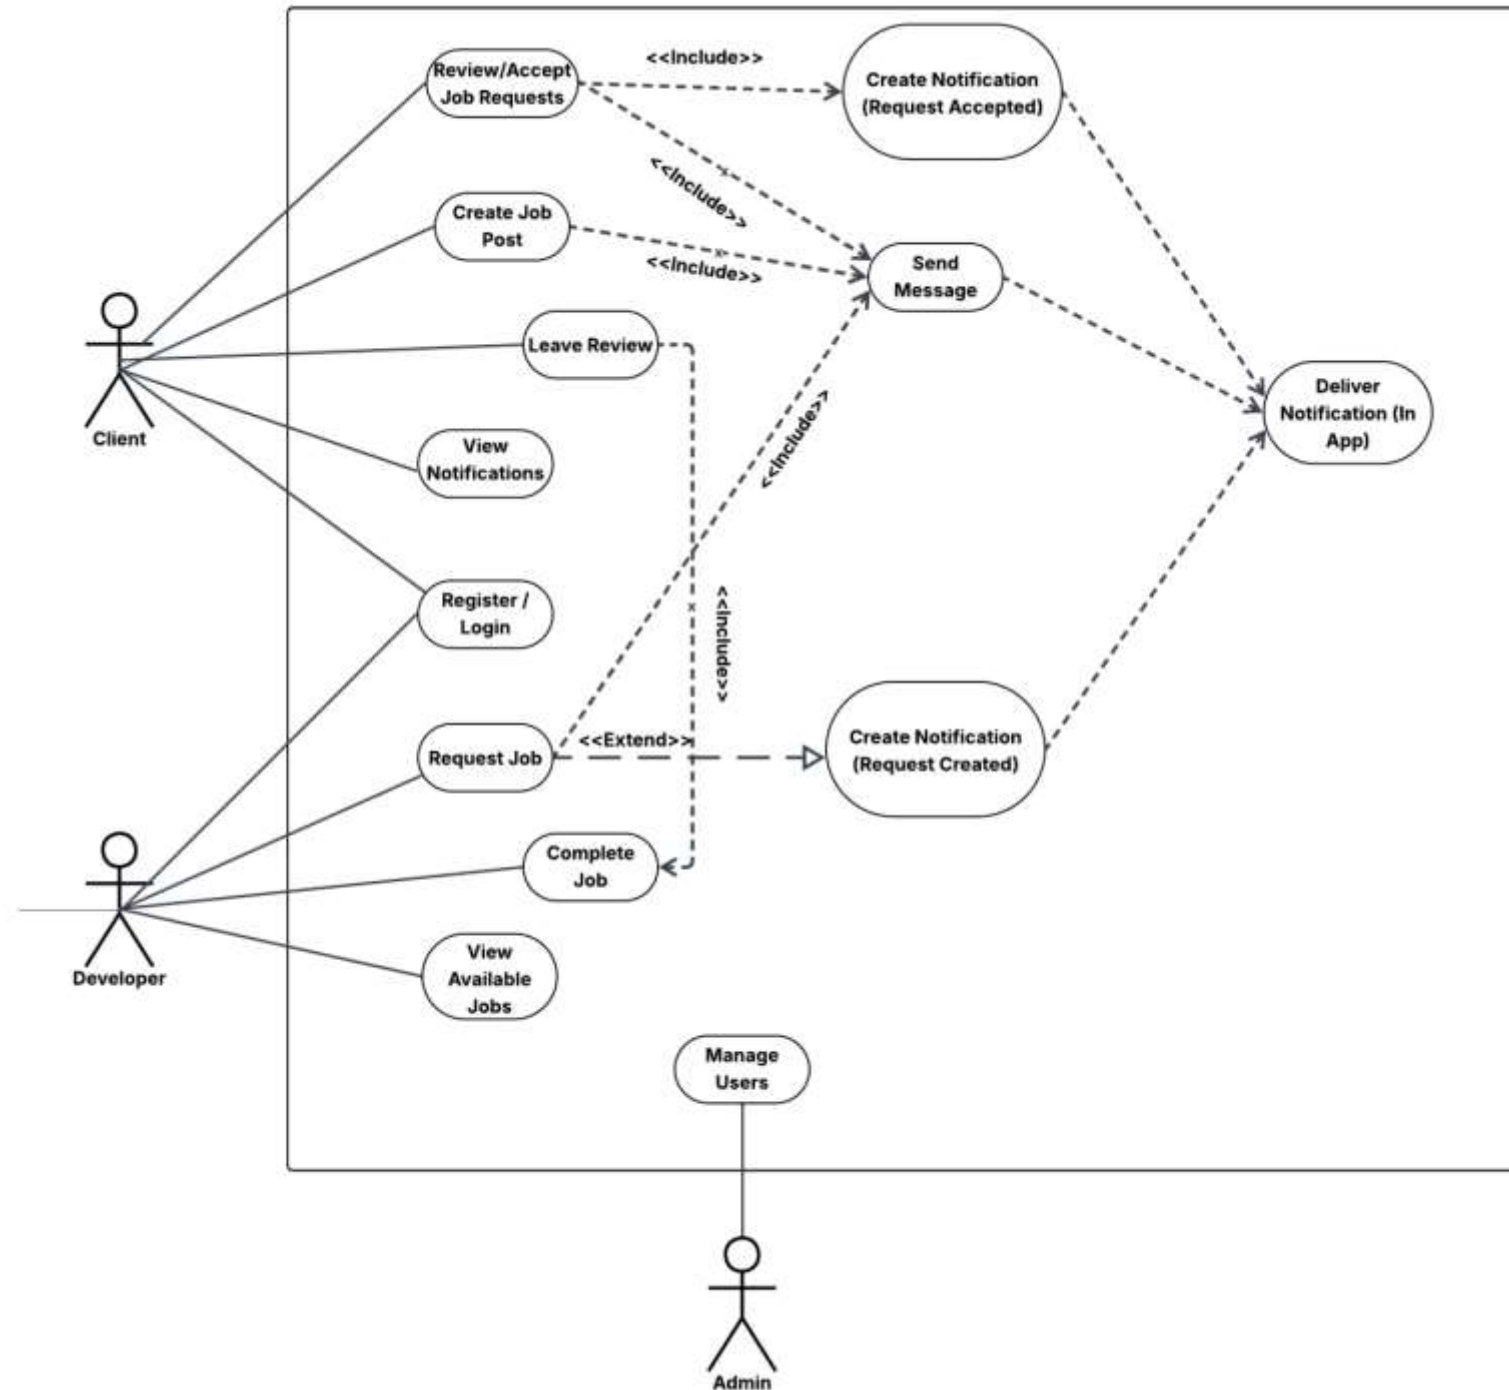 <<Include>>
Review/Accept
Job Requests
Create Notification
(Request Accepted)
<<Include>>
Create Job
Post
<<Include>>
Send
Message
Leave Review
Deliver
Notification (In
App)
<<Include>>
Client
View
Notifications
Register /
Login
<<Include>>
<<Extend>>
Request Job
Create Notification
(Request Created)
Complete
Job
View
Available
Jobs
Developer
Manage
Users
Admin